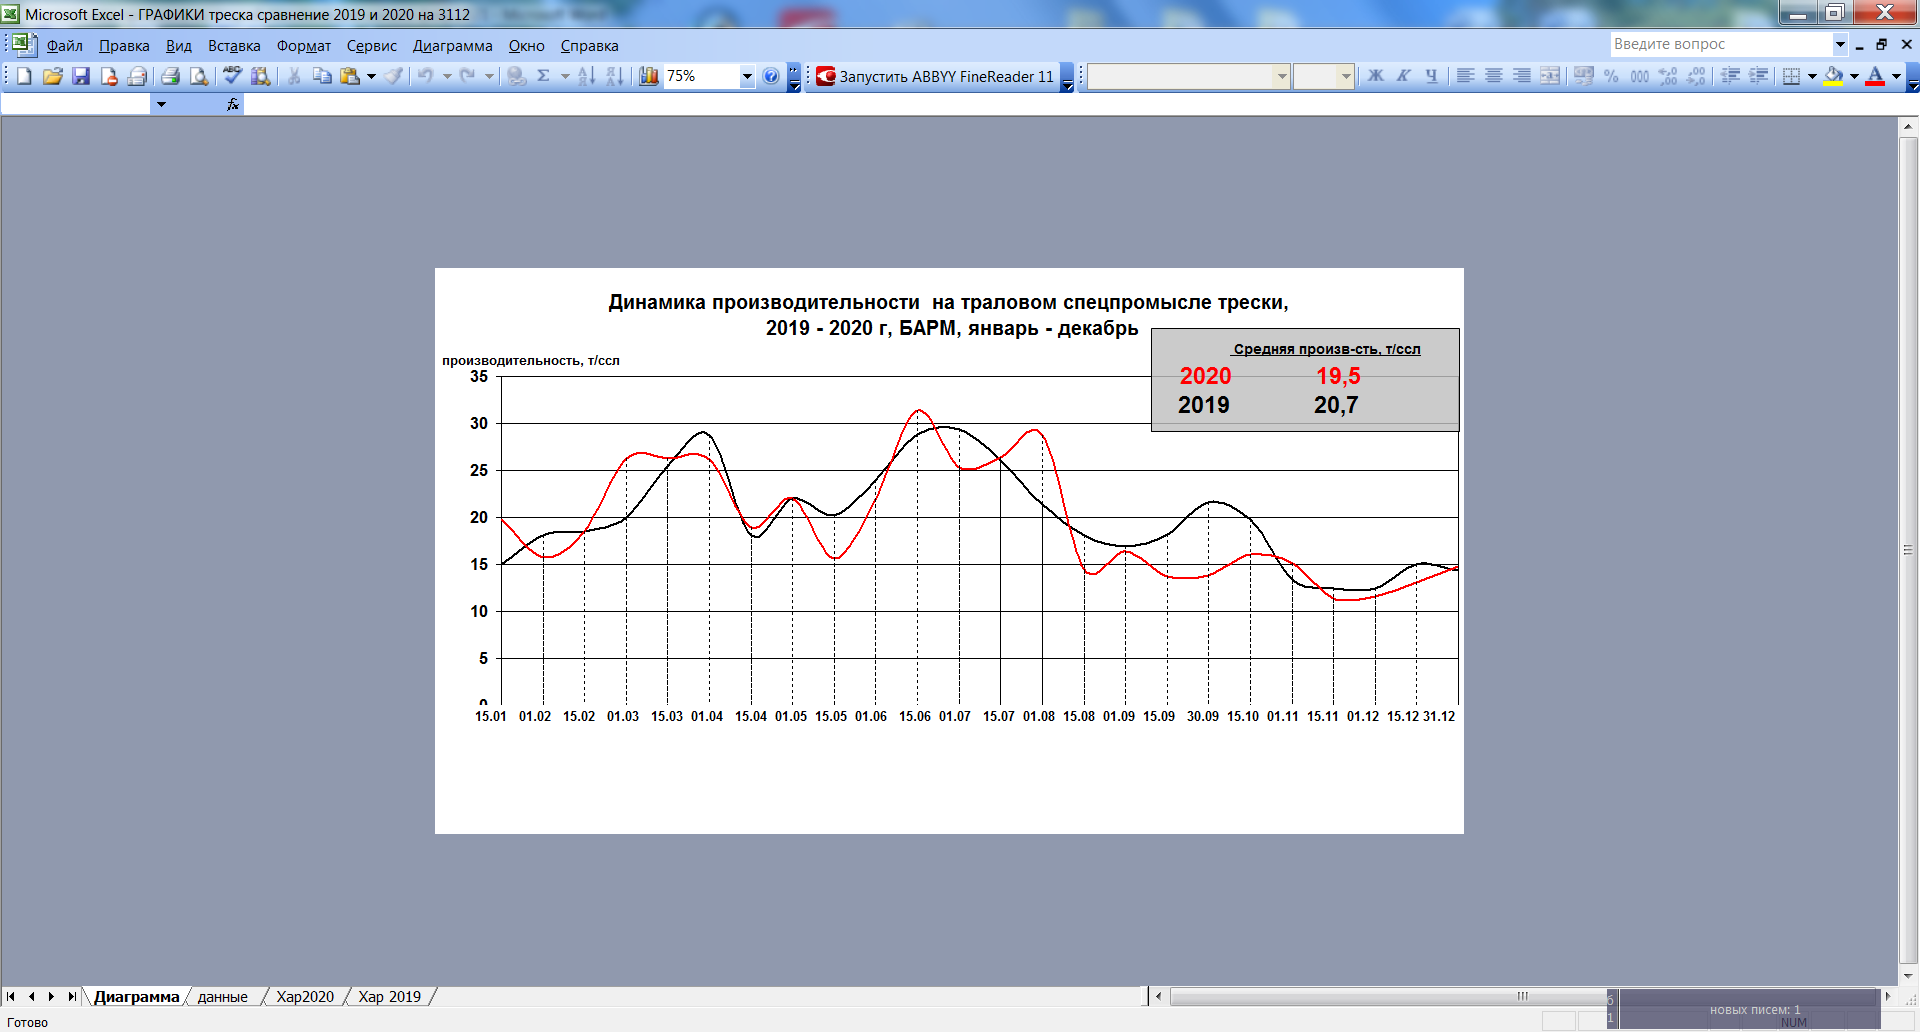 Microsoft Excel - ГРАФИКИ треска сравнение 2019 и 2020 на 3112
Файл Правка Вид Вставка Формат Сервис Диаграмма Окно Справка
Введите вопрос
75%
Запустить ABBYY FineReader 11
Ж К Ч
% 000
fx
Динамика производительности на траловом спецпромысле трески,
2019 - 2020 г, БАРМ, январь - декабрь
Средняя произв-сть, т/ссл
2020 19,5
2019 20,7
производительность, т/ссл
35
30
25
20
15
10
5
0
15.01 01.02 15.02 01.03 15.03 01.04 15.04 01.05 15.05 01.06 15.06 01.07 15.07 01.08 15.08 01.09 15.09 30.09 15.10 01.11 15.11 01.12 15.12 31.12
Диаграмма данные Хар2020 Хар 2019
новых писем: 1
Готово
NUM